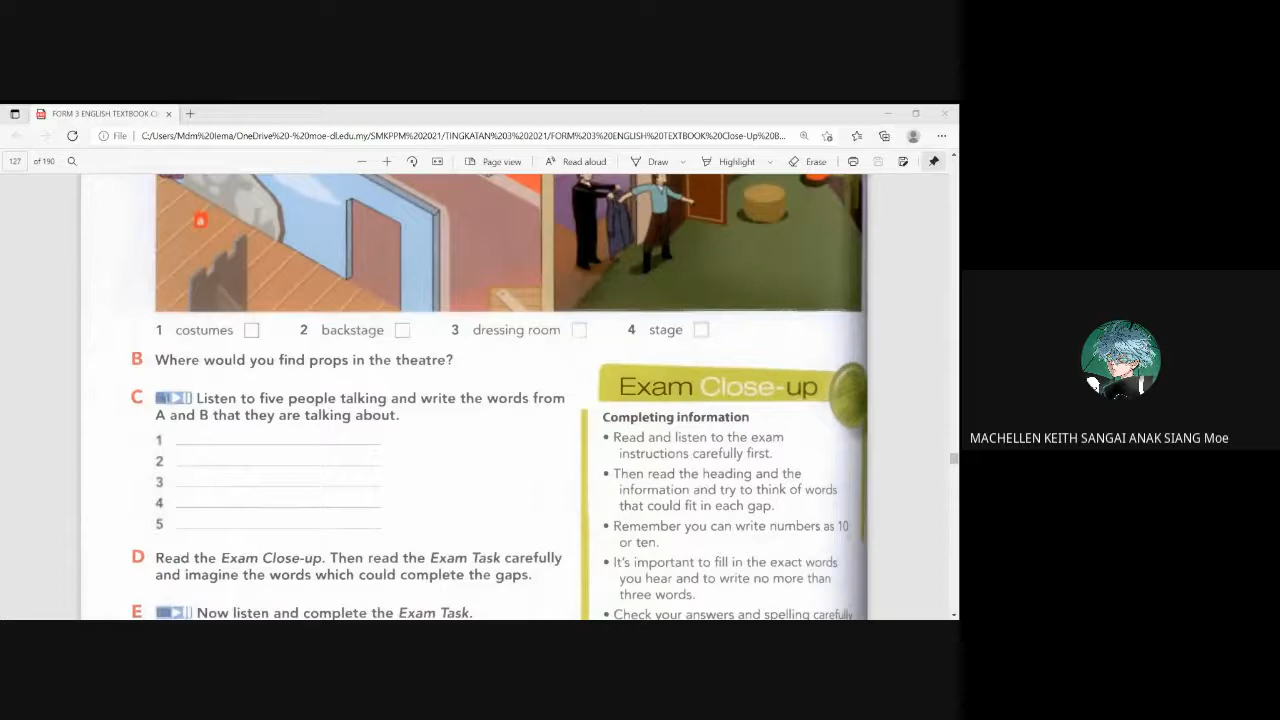 FORM 3 ENGLISH TEXTBOOK C
File C:/Users/Mdm%20Iema/OneDrive%20-%20moe-dl.edu.my/SMKPPM%202021/TINGKATAN%203%202021/FORM%203%20ENGLISH%20TEXTBOOK%20Close-Up%20B...
127 of 190 Page view Read aloud Draw Highlight Erase
a
1 costumes 2 backstage 3 dressing room 4 stage
B Where would you find props in the theatre?
C Listen to five people talking and write the words from
A and B that they are talking about.
1
2
3
4
5
D Read the Exam Close-up. Then read the Exam Task carefully
and imagine the words which could complete the gaps.
E Now listen and complete the Exam Task.
Exam Close-up
Completing information
• Read and listen to the exam
instructions carefully first.
• Then read the heading and the
information and try to think of words
that could fit in each gap.
• Remember you can write numbers as 10
or ten.
• It's important to fill in the exact words
you hear and to write no more than
three words.
• Check your answers and spelling carefully
MACHELLEN KEITH SANGAI ANAK SIANG Moe